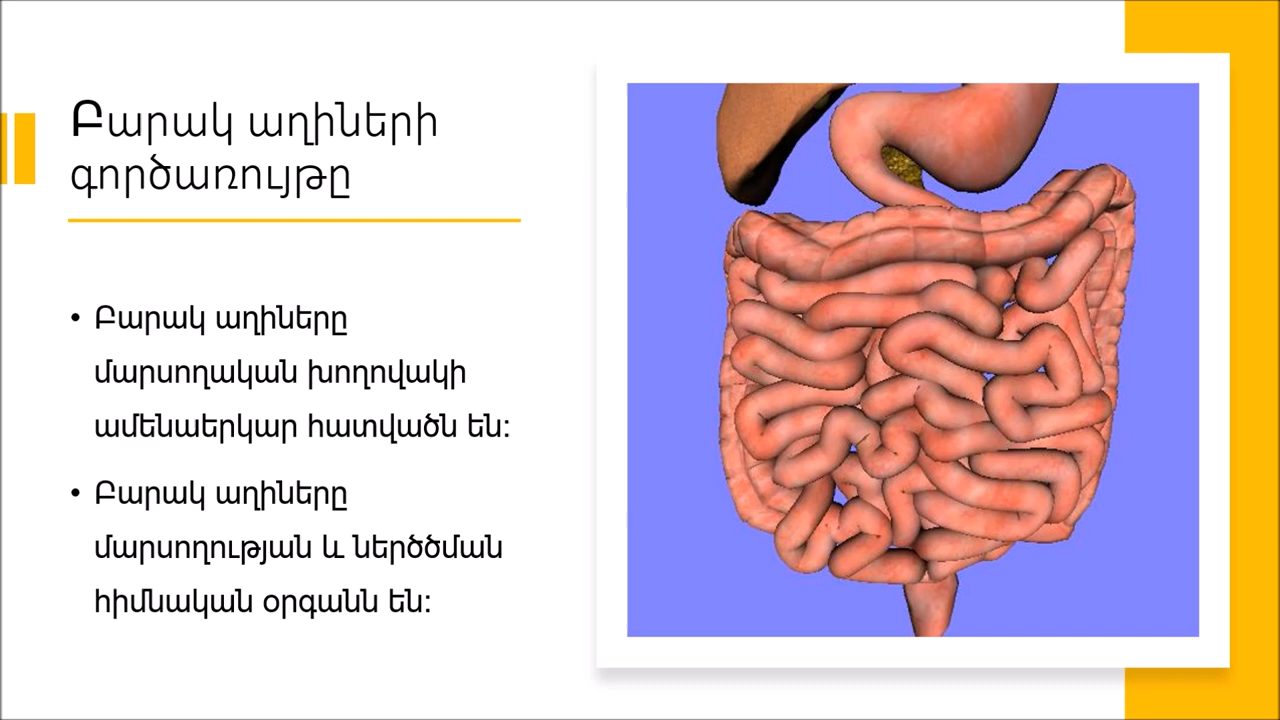 Բարակ աղիների
գործառույթը
• Բարակ աղիները
մարսողական խողովակի
ամենաերկար հատվածն են:
• Բարակ աղիները
մարսողության և ներծծման
հիմնական օրգանն են: